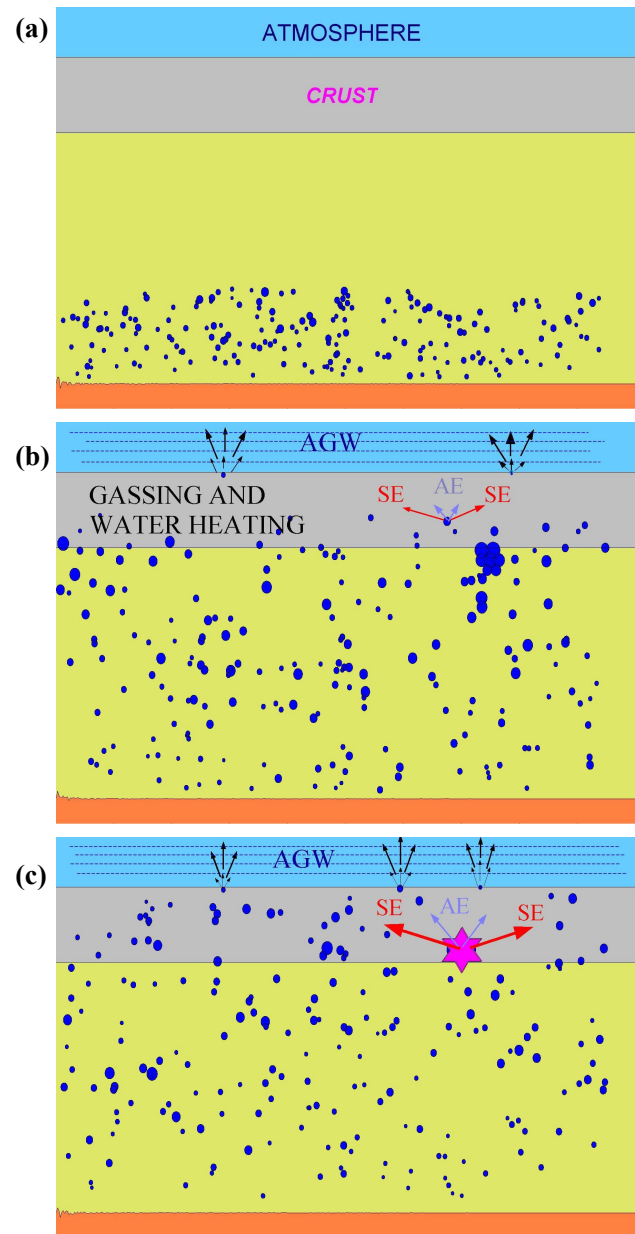 (a)
ATMOSPHERE
CRUST
(b)
AGW
GASSING AND
WATER HEATING
SE
AE
SE
(c)
AGW
SE
AE
SE